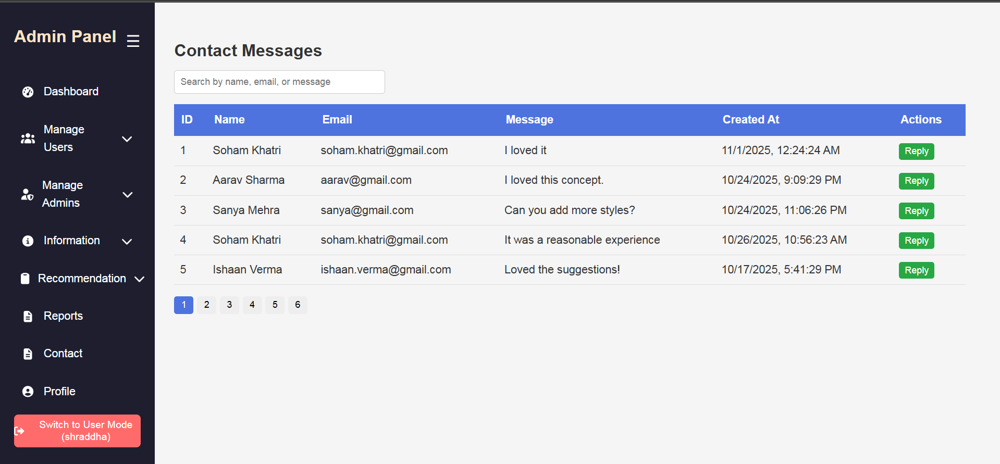 Admin Panel
Dashboard
Manage
Users
Manage
Admins
Information
Recommendation
Reports
Contact
Profile
Switch to User Mode
(shraddha)
Contact Messages
Search by name, email, or message
ID Name Email Message Created At Actions
1 Soham Khatri soham.khatri@gmail.com I loved it 11/1/2025, 12:24:24 AM Reply
2 Aarav Sharma aarav@gmail.com I loved this concept. 10/24/2025, 9:09:29 PM Reply
3 Sanya Mehra sanya@gmail.com Can you add more styles? 10/24/2025, 11:06:26 PM Reply
4 Soham Khatri soham.khatri@gmail.com It was a reasonable experience 10/26/2025, 10:56:23 AM Reply
5 Ishaan Verma ishaan.verma@gmail.com Loved the suggestions! 10/17/2025, 5:41:29 PM Reply
1 2 3 4 5 6